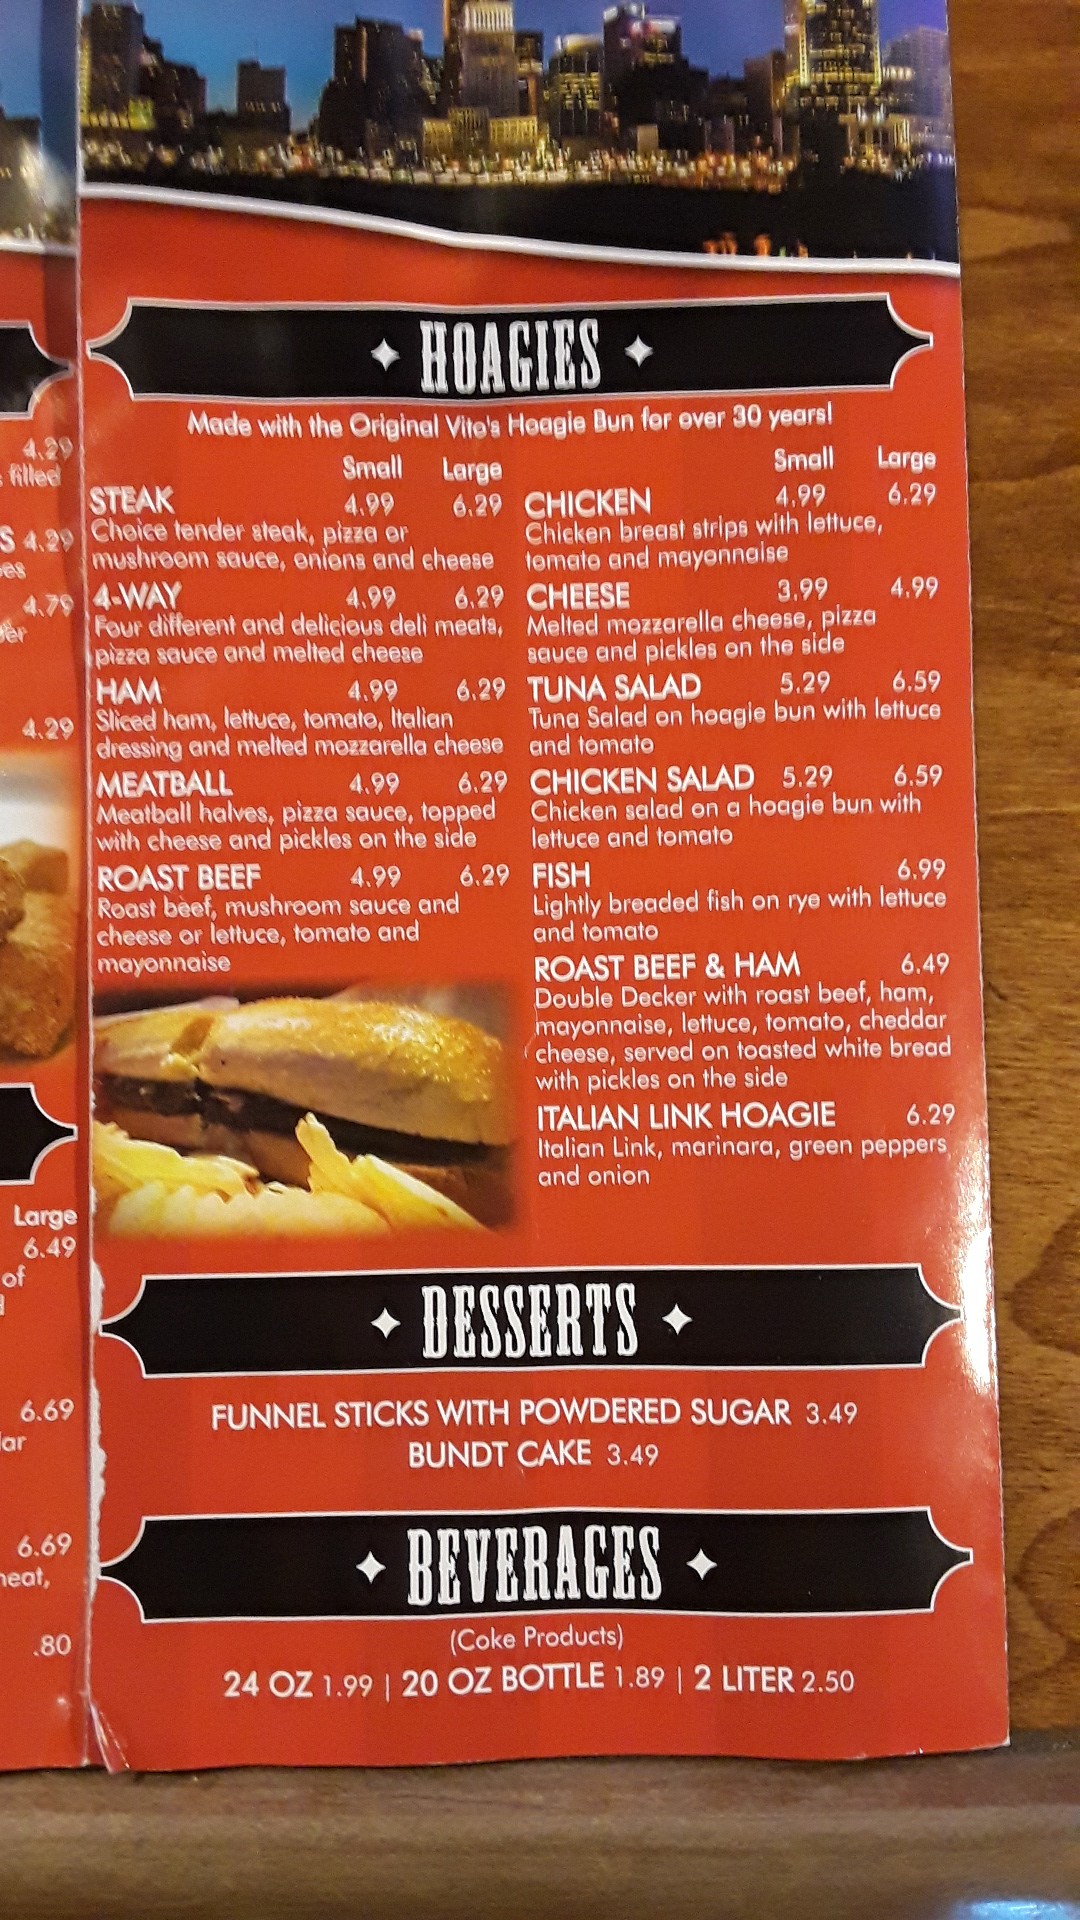 4.29
filled
S 4.29
es
4.79
der
4.29
Large
6.49
of
6.69
lar
6.69
heat,
.80
HOAGIES
Made with the Original Vito's Hoagie Bun for over 30 years!
Small Large
STEAK 4.99 6.29
Choice tender steak, pizza or
mushroom sauce, onions and cheese
4-WAY 4.99 6.29
Four different and delicious deli meats,
pizza sauce and melted cheese
HAM 4.99 6.29
Sliced ham, lettuce, tomato, Italian
dressing and melted mozzarella cheese
MEATBALL 4.99 6.29
Meatball halves, pizza sauce, topped
with cheese and pickles on the side
ROAST BEEF 4.99 6.29
Roast beef, mushroom sauce and
cheese or lettuce, tomato and
mayonnaise
Small Large
CHICKEN 4.99 6.29
Chicken breast strips with lettuce,
tomato and mayonnaise
CHEESE 3.99 4.99
Melted mozzarella cheese, pizza
sauce and pickles on the side
TUNA SALAD 5.29 6.59
Tuna Salad on hoagie bun with lettuce
and tomato
CHICKEN SALAD 5.29 6.59
Chicken salad on a hoagie bun with
lettuce and tomato
FISH 6.99
Lightly breaded fish on rye with lettuce
and tomato
ROAST BEEF & HAM 6.49
Double Decker with roast beef, ham,
mayonnaise, lettuce, tomato, cheddar
cheese, served on toasted white bread
with pickles on the side
ITALIAN LINK HOAGIE 6.29
Italian Link, marinara, green peppers
and onion
DESSERTS
FUNNEL STICKS WITH POWDERED SUGAR 3.49
BUNDT CAKE 3.49
BEVERAGES
(Coke Products)
24 OZ 1.99 | 20 OZ BOTTLE 1.89 | 2 LITER 2.50